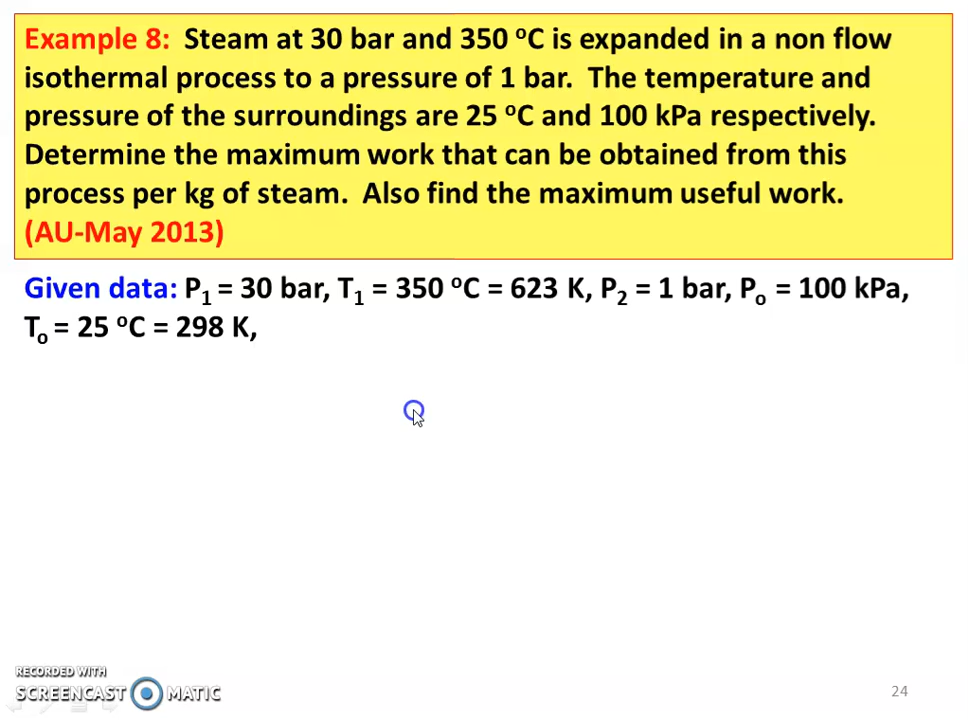 Example 8: Steam at 30 bar and 350 ⁰C is expanded in a non flow
isothermal process to a pressure of 1 bar. The temperature and
pressure of the surroundings are 25 ⁰C and 100 kPa respectively.
Determine the maximum work that can be obtained from this
process per kg of steam. Also find the maximum useful work.
(AU-May 2013)
Given data: P₁ = 30 bar, T₁ = 350 ⁰C = 623 K, P₂ = 1 bar, Pₒ = 100 kPa,
Tₒ = 25 ⁰C = 298 K,
RECORDED WITH
SCREENCAST MATIC
24